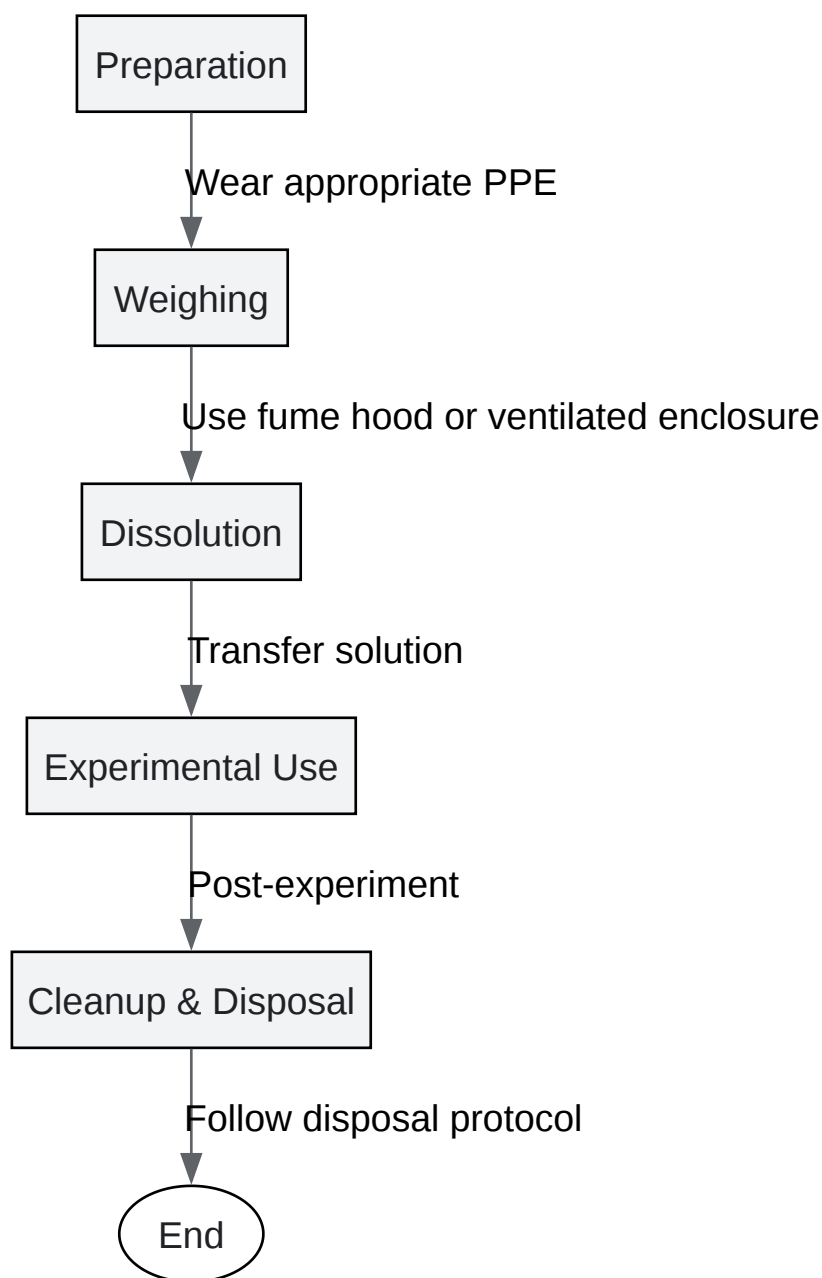 Preparation
Wear appropriate PPE
Weighing
Use fume hood or ventilated enclosure
Dissolution
Transfer solution
Experimental Use
Post-experiment
Cleanup & Disposal
Follow disposal protocol
End